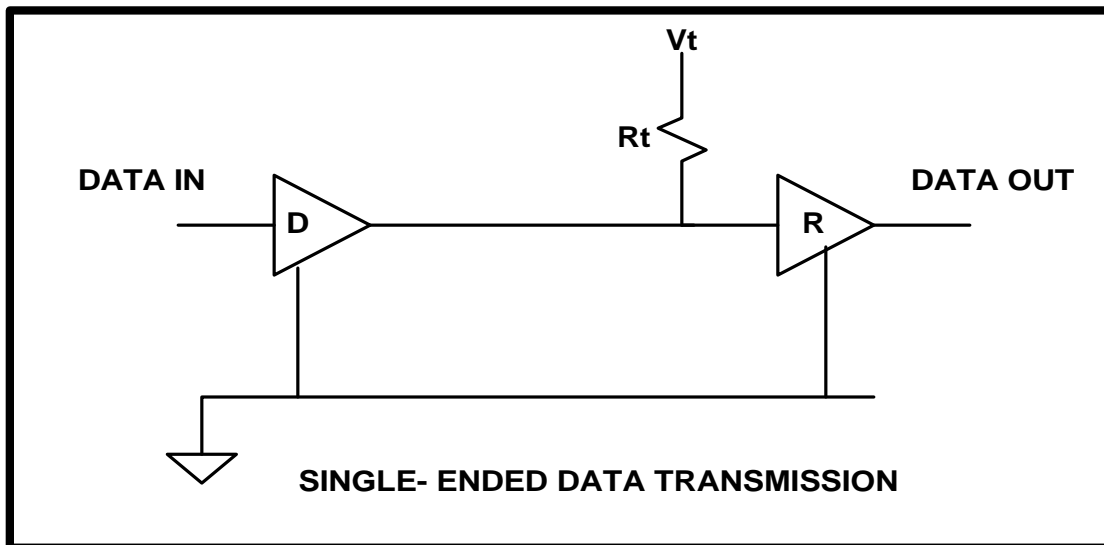 Vt
Rt
DATA IN
DATA OUT
D
R
SINGLE- ENDED DATA TRANSMISSION